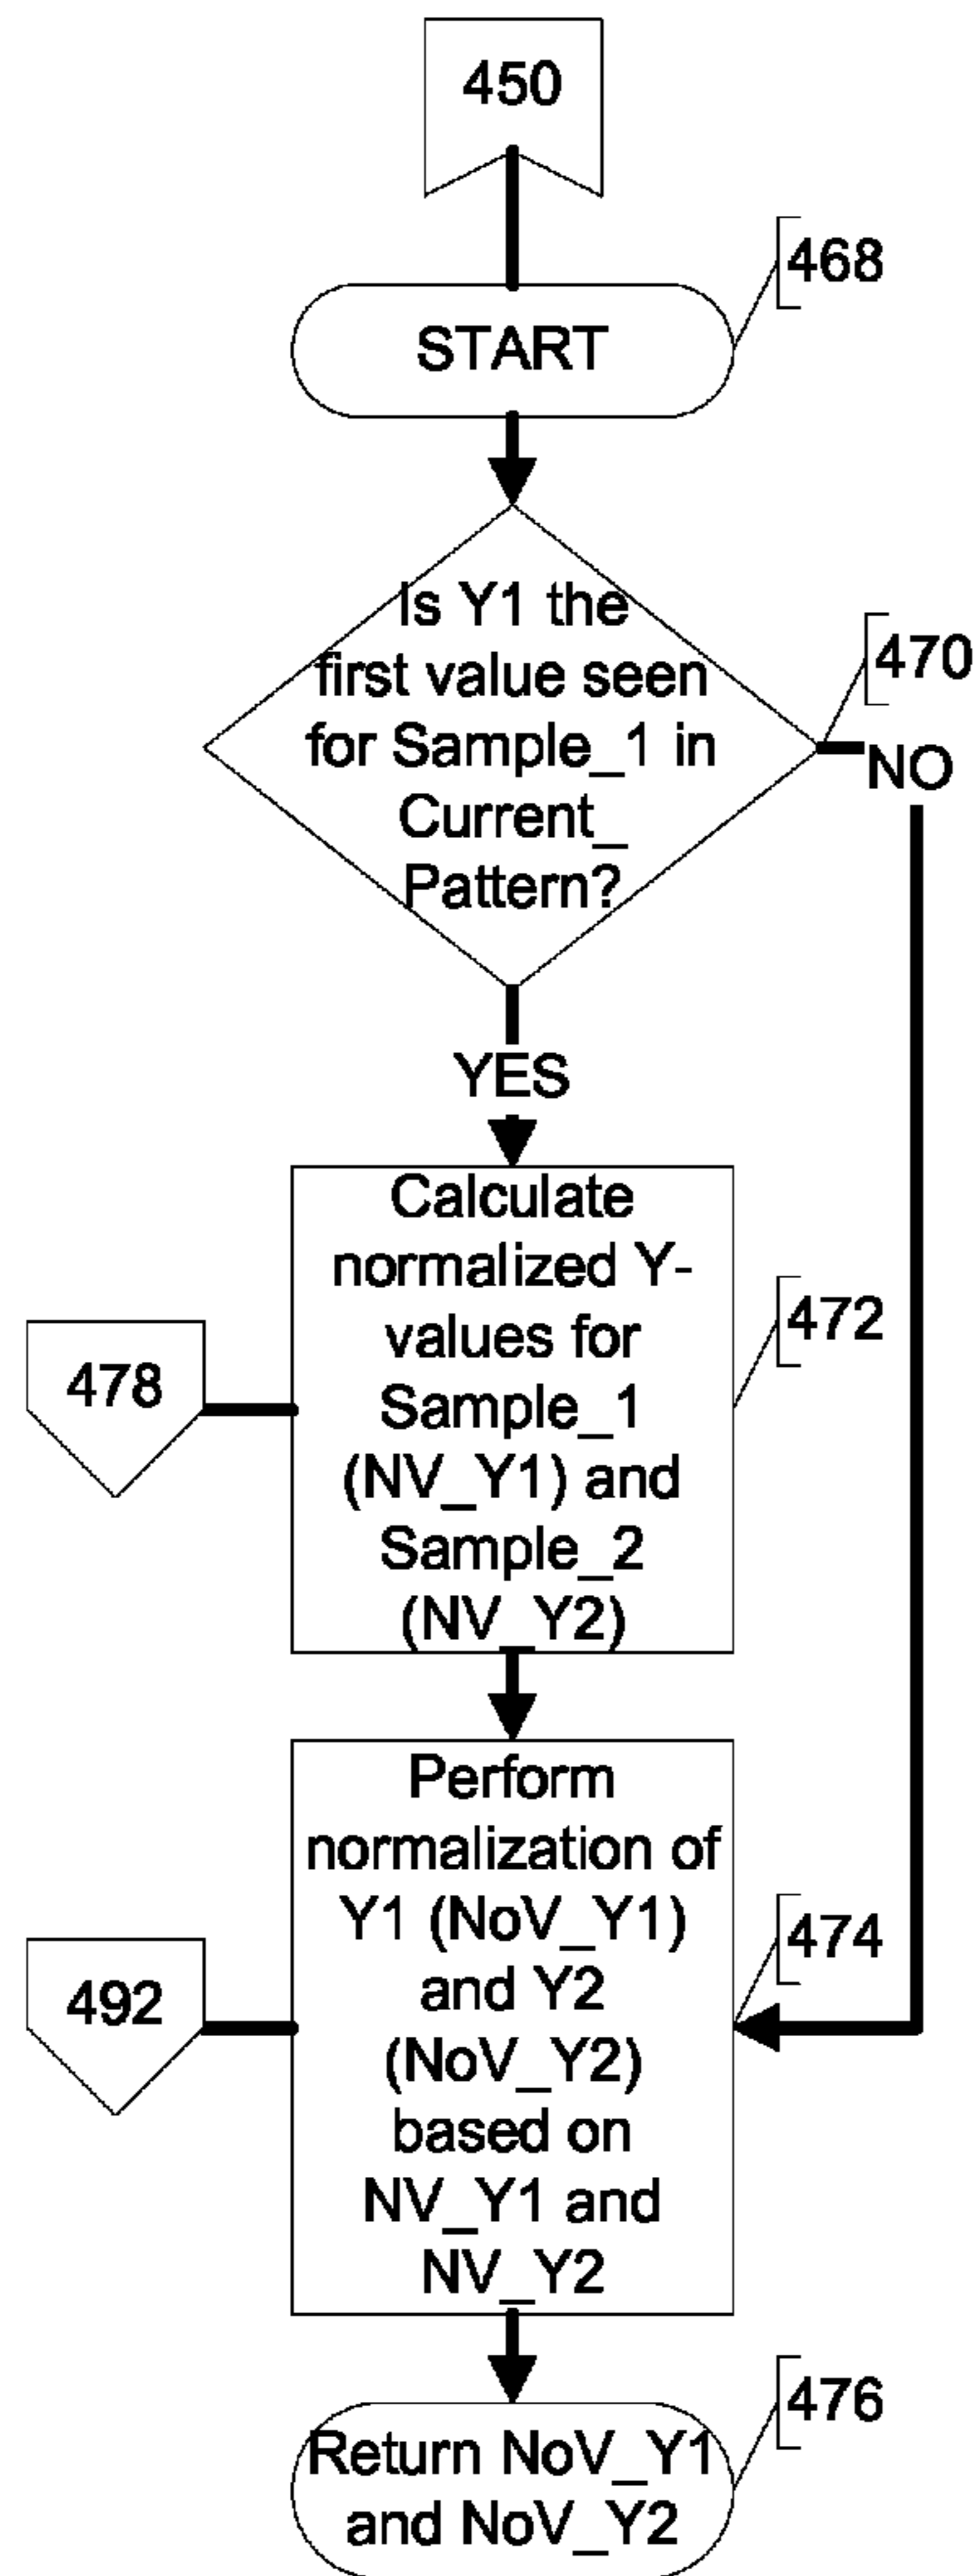 450
468
START
Is Y1 the
first value seen
for Sample_1 in
Current_
Pattern?
470
NO
YES
Calculate
normalized Y-
values for
Sample_1
(NV_Y1) and
Sample_2
(NV_Y2)
472
478
Perform
normalization of
Y1 (NoV_Y1)
and Y2
(NoV_Y2)
based on
NV_Y1 and
NV_Y2
474
492
Return NoV_Y1
and NoV_Y2
476